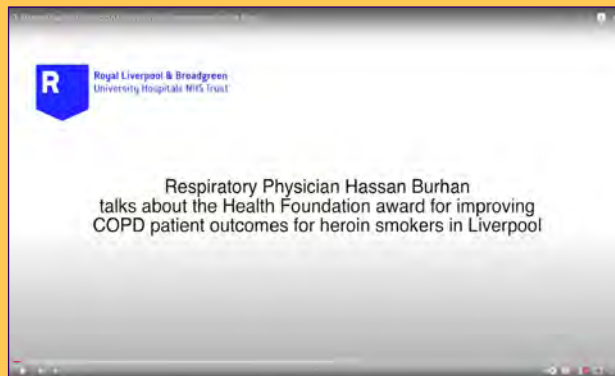 R
Royal Liverpool & Broadgreen
University Hospitals NHS Trust
Respiratory Physician Hassan Burhan
talks about the Health Foundation award for improving
COPD patient outcomes for heroin smokers in Liverpool